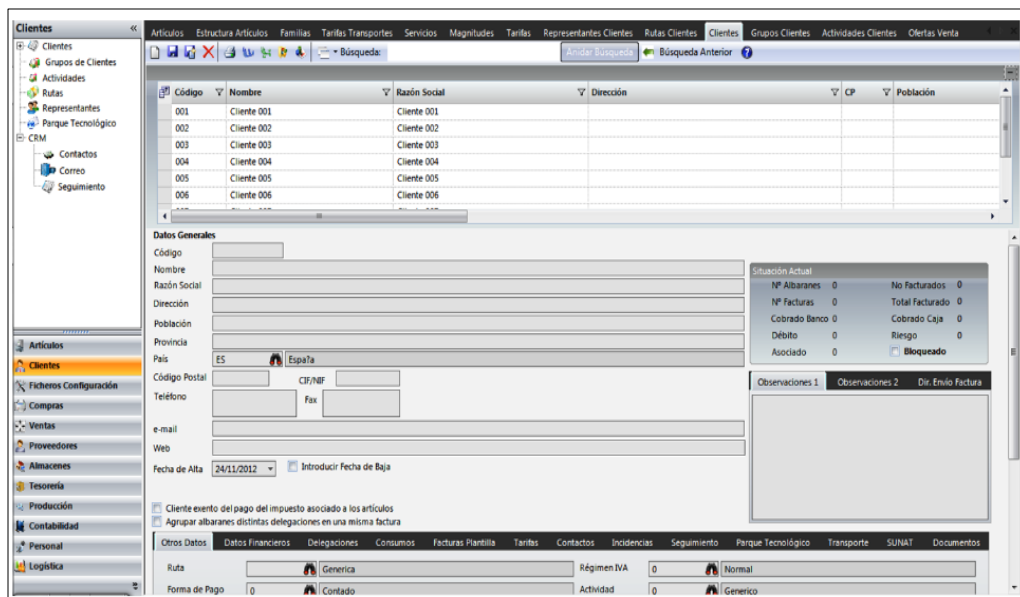 Clientes «
Clientes
Grupos de Clientes
Actividades
Rutas
Representantes
Parque Tecnológico
CRM
Contactos
Correo
Seguimiento
Artículos
Clientes
Ficheros Configuración
Compras
Ventas
Proveedores
Almacenes
Tesorería
Producción
Contabilidad
Personal
Logística
Artículos Estructura Artículos Familias Tarifas Transportes Servicios Magnitudes Tarifas Representantes Clientes Rutas Clientes Clientes Grupos Clientes Actividades Clientes Ofertas Venta
Búsqueda: Anidar Búsqueda Búsqueda Anterior
Código Nombre Razón Social Dirección CP Población
001 Cliente 001 Cliente 001
002 Cliente 002 Cliente 002
003 Cliente 003 Cliente 003
004 Cliente 004 Cliente 004
005 Cliente 005 Cliente 005
006 Cliente 006 Cliente 006
Datos Generales
Código
Nombre
Razón Social
Dirección
Población
Provincia
País ES Espa?a
Código Postal CIF/NIF
Teléfono Fax
e-mail
Web
Fecha de Alta 24/11/2012 Introducir Fecha de Baja
Cliente exento del pago del impuesto asociado a los artículos
Agrupar albaranes distintas delegaciones en una misma factura
Situación Actual
Nº Albaranes 0 No Facturados 0
Nº Facturas 0 Total Facturado 0
Cobrado Banco 0 Cobrado Caja 0
Débito 0 Riesgo 0
Asociado 0 Bloqueado
Observaciones 1 Observaciones 2 Dir. Envío Factura
Otros Datos Datos Financieros Delegaciones Consumos Facturas Plantilla Tarifas Contactos Incidencias Seguimiento Parque Tecnológico Transporte SUNAT Documentos
Ruta Generica Régimen IVA 0 Normal
Forma de Pago 0 Contado Actividad 0 Generico